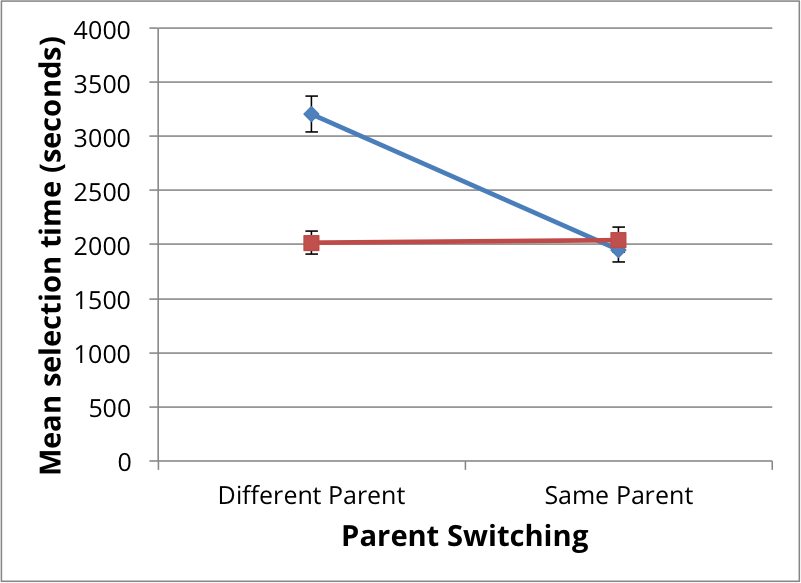 Mean selection time (seconds)
4000
3500
3000
2500
2000
1500
1000
500
0
Different Parent
Same Parent
Parent Switching